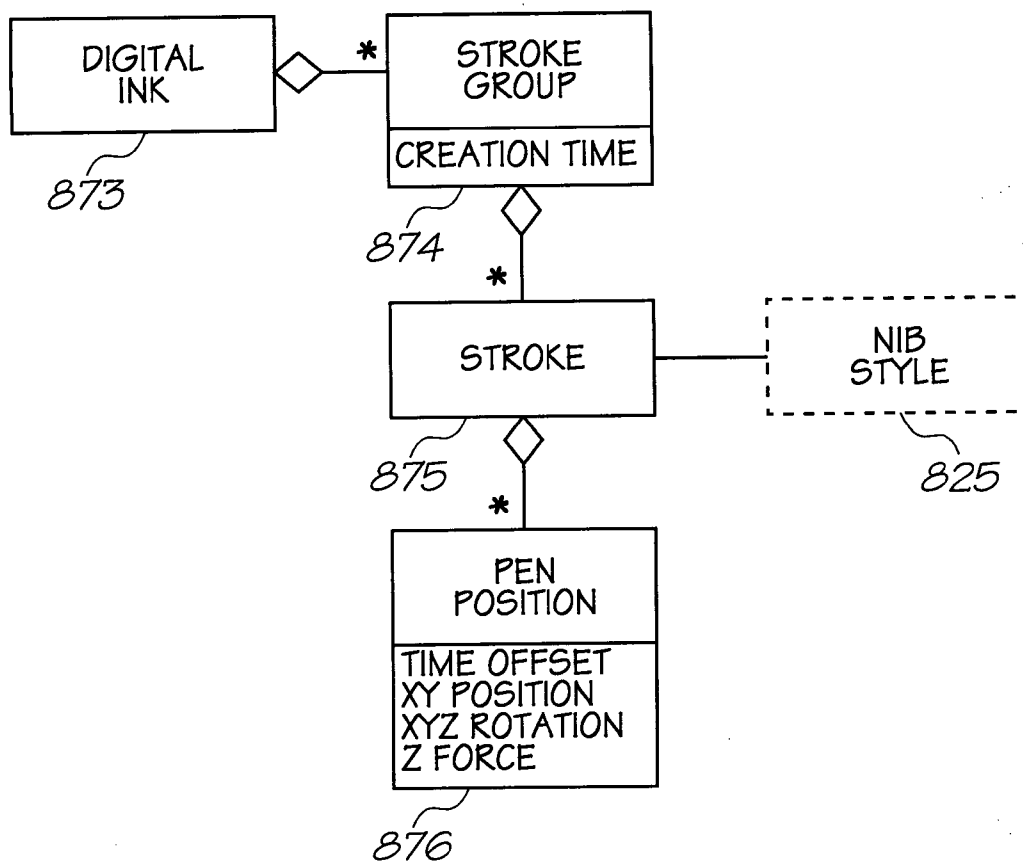 DIGITAL
INK
*
STROKE
GROUP
CREATION TIME
873
874
*
STROKE
NIB
STYLE
875
825
*
PEN
POSITION
TIME OFFSET
XY POSITION
XYZ ROTATION
Z FORCE
876